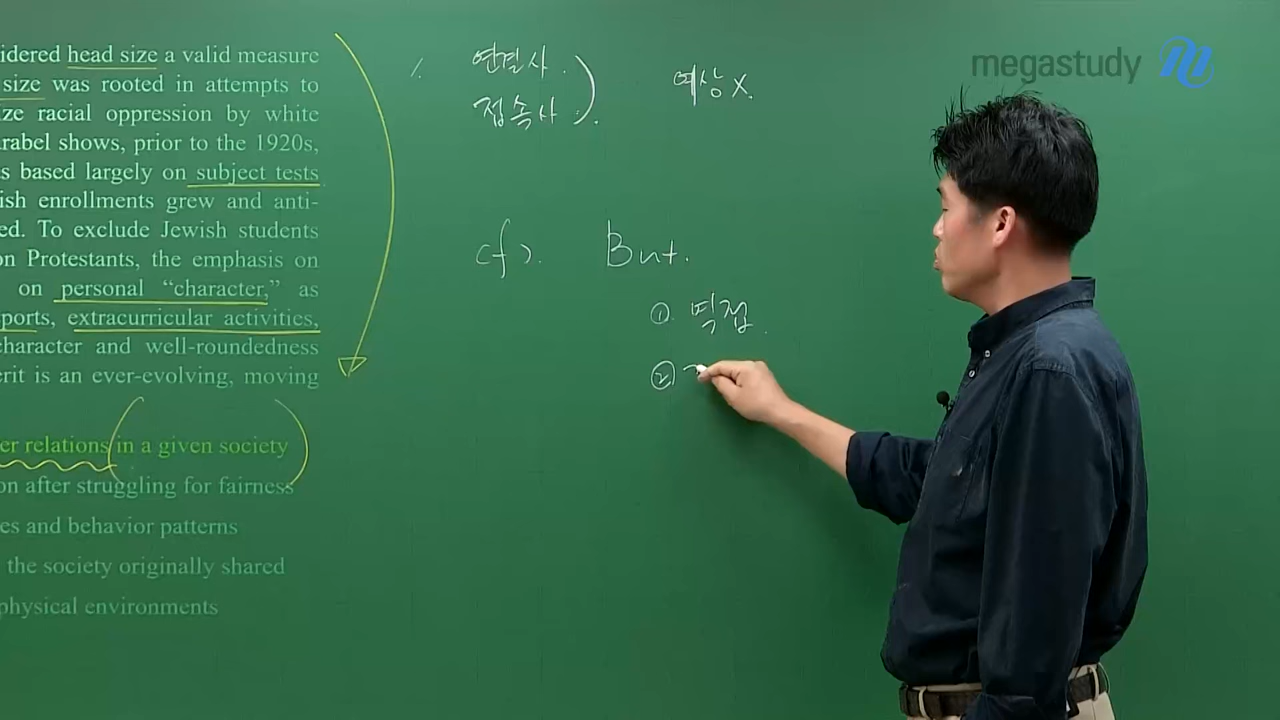 idered head size a valid measure
size was rooted in attempts to
ze racial oppression by white
rabel shows, prior to the 1920s,
s based largely on subject tests
ish enrollments grew and anti-
ed. To exclude Jewish students
on Protestants, the emphasis on
on personal “character,” as
ports, extracurricular activities,
character and well-roundedness
erit is an ever-evolving, moving
er relations in a given society
on after struggling for fairness
es and behavior patterns
the society originally shared
physical environments
연결사.
접속사.
예상 X.
cf). But.
① 역접.
②
megastudy